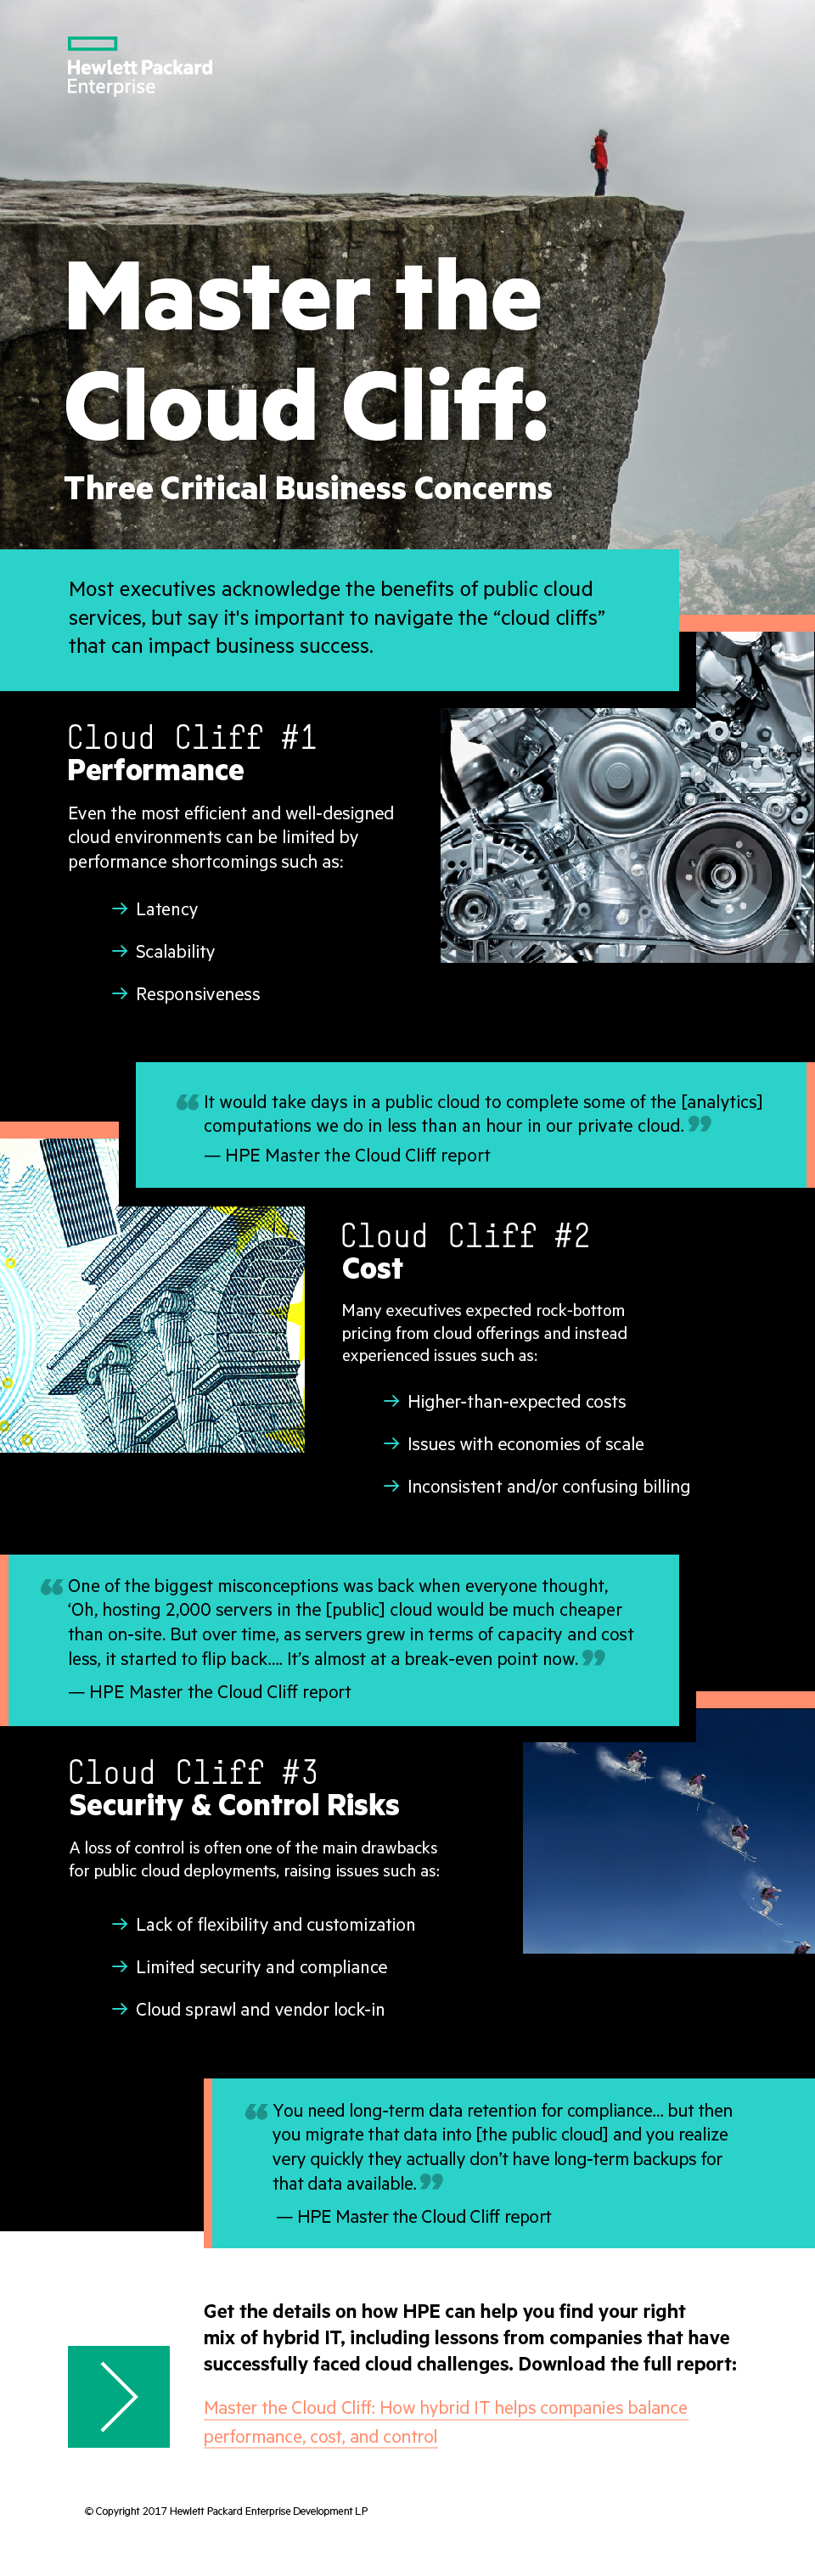 Hewlett Packard
Enterprise
Master the
Cloud Cliff:
Three Critical Business Concerns
Most executives acknowledge the benefits of public cloud
services, but say it's important to navigate the “cloud cliffs”
that can impact business success.
Cloud Cliff #1
Performance
Even the most efficient and well-designed
cloud environments can be limited by
performance shortcomings such as:
→ Latency
→ Scalability
→ Responsiveness
“ It would take days in a public cloud to complete some of the [analytics]
computations we do in less than an hour in our private cloud. ”
— HPE Master the Cloud Cliff report
Cloud Cliff #2
Cost
Many executives expected rock-bottom
pricing from cloud offerings and instead
experienced issues such as:
→ Higher-than-expected costs
→ Issues with economies of scale
→ Inconsistent and/or confusing billing
“ One of the biggest misconceptions was back when everyone thought,
‘Oh, hosting 2,000 servers in the [public] cloud would be much cheaper
than on-site. But over time, as servers grew in terms of capacity and cost
less, it started to flip back.... It’s almost at a break-even point now. ”
— HPE Master the Cloud Cliff report
Cloud Cliff #3
Security & Control Risks
A loss of control is often one of the main drawbacks
for public cloud deployments, raising issues such as:
→ Lack of flexibility and customization
→ Limited security and compliance
→ Cloud sprawl and vendor lock-in
“ You need long-term data retention for compliance... but then
you migrate that data into [the public cloud] and you realize
very quickly they actually don’t have long-term backups for
that data available. ”
— HPE Master the Cloud Cliff report
Get the details on how HPE can help you find your right
mix of hybrid IT, including lessons from companies that have
successfully faced cloud challenges. Download the full report:
Master the Cloud Cliff: How hybrid IT helps companies balance
performance, cost, and control
© Copyright 2017 Hewlett Packard Enterprise Development LP